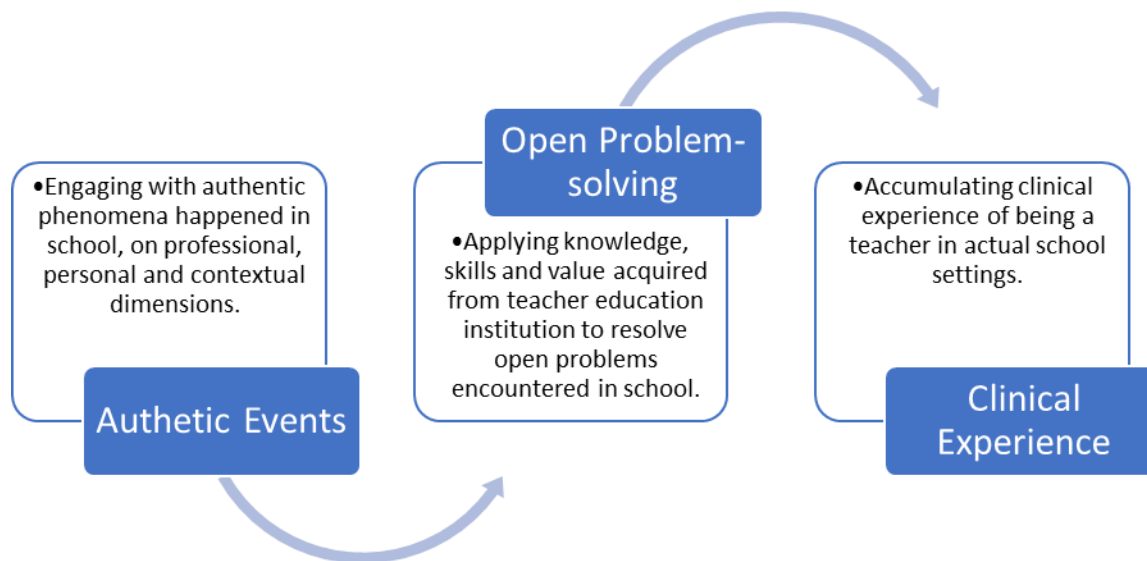 •Engaging with authentic
phenomena happened in
school, on professional,
personal and contextual
dimensions.
Authetic Events
Open Problem-
solving
•Applying knowledge,
skills and value acquired
from teacher education
institution to resolve
open problems
encountered in school.
•Accumulating clinical
experience of being a
teacher in actual school
settings.
Clinical
Experience